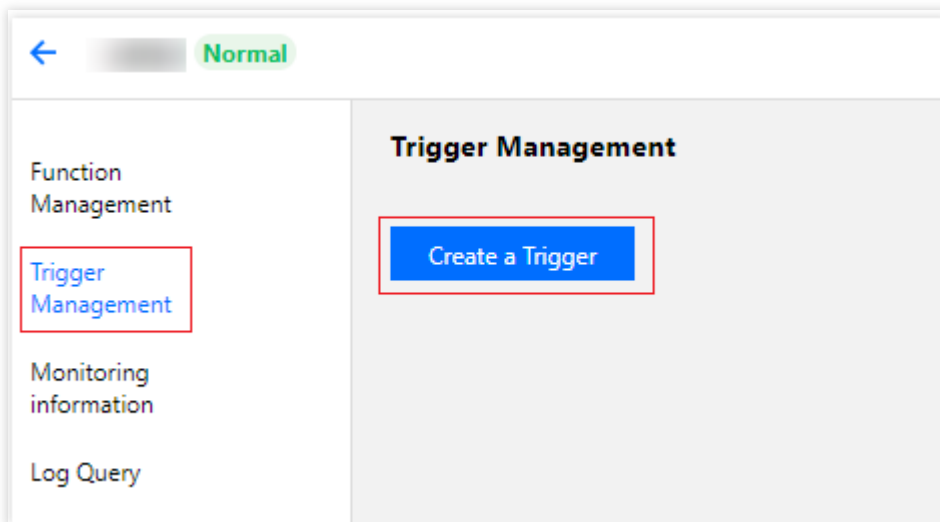 Normal
Function
Management
Trigger
Management
Monitoring
information
Log Query
Trigger Management
Create a Trigger